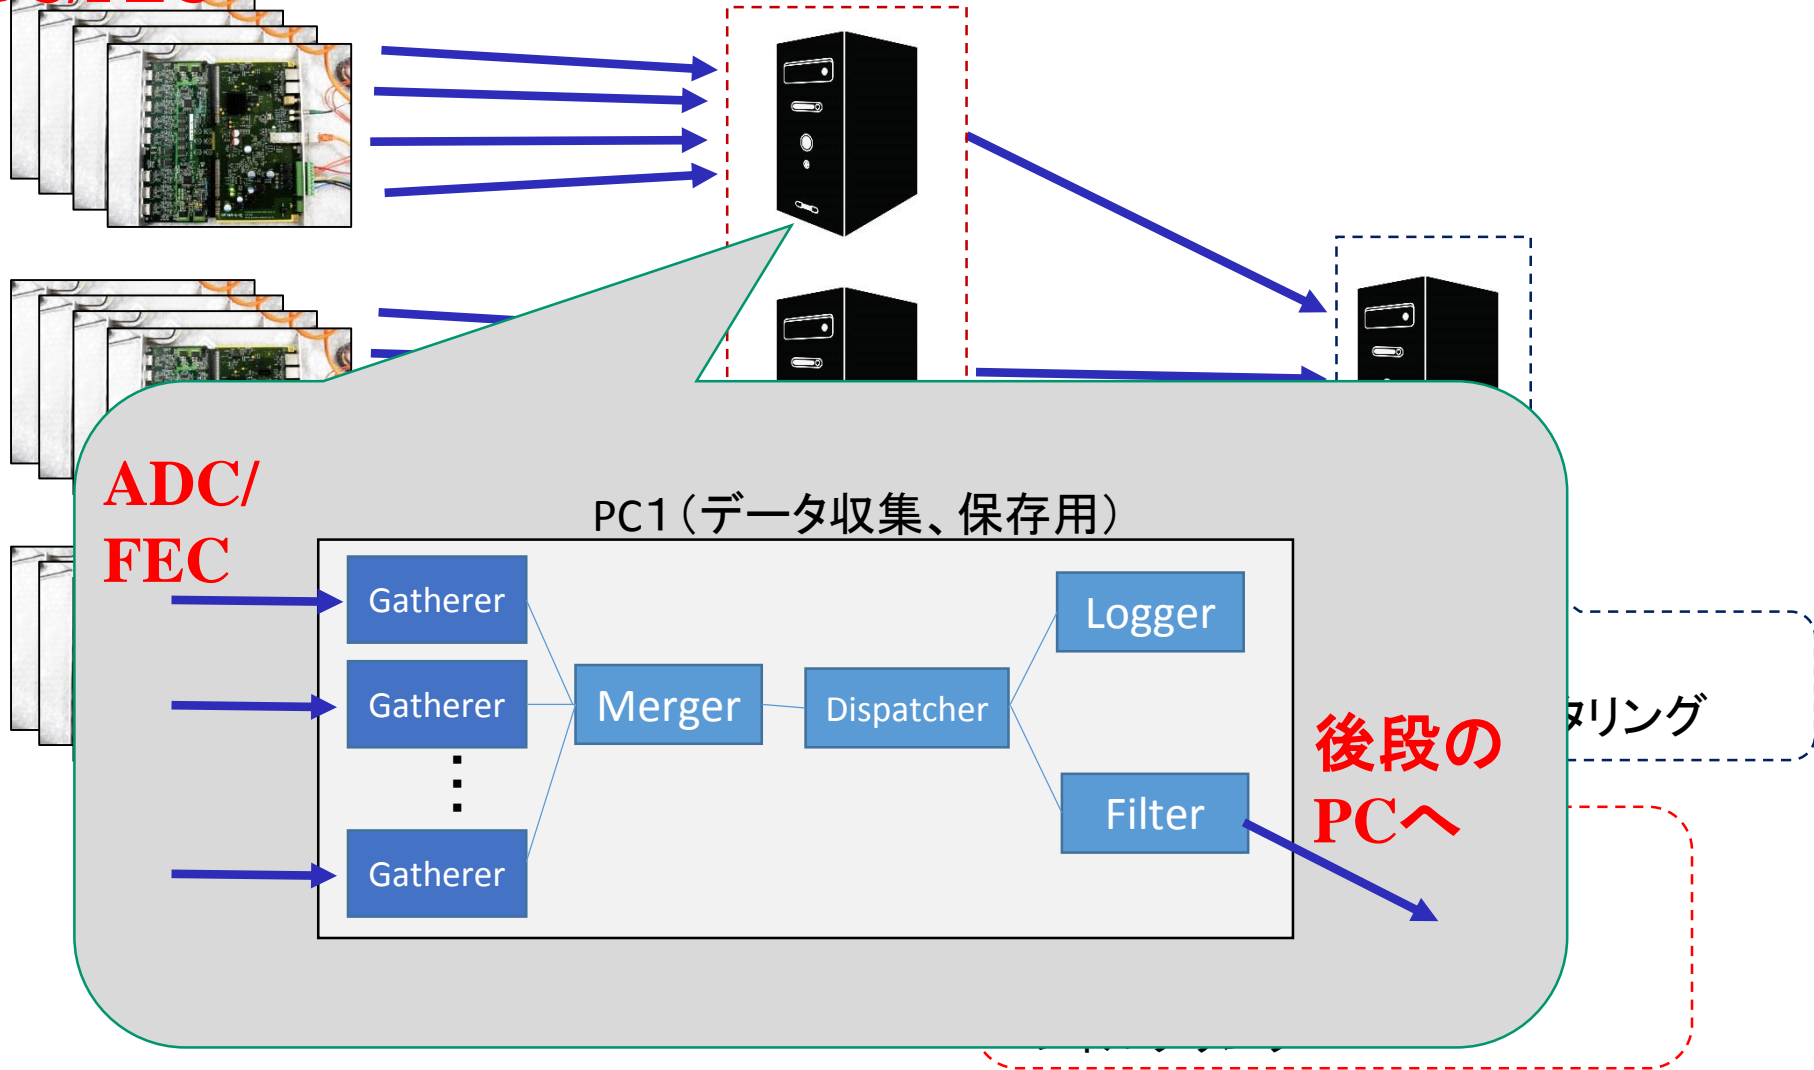 ADC/
FEC
PC1(データ収集、保存用)
Gatherer
Gatherer
Gatherer
Merger
Dispatcher
Logger
Filter
後段の
PCへ
タリング